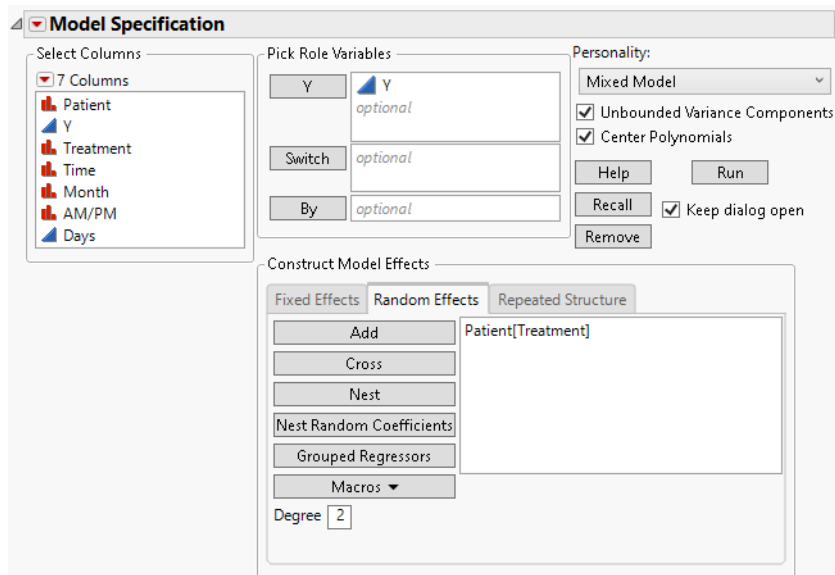 Model Specification
Select Columns
7 Columns
Patient
Y
Treatment
Time
Month
AM/PM
Days
Pick Role Variables
Y
Y
optional
Switch
optional
By
optional
Personality:
Mixed Model
Unbounded Variance Components
Center Polynomials
Help
Run
Recall
Keep dialog open
Remove
Construct Model Effects
Fixed Effects
Random Effects
Repeated Structure
Add
Cross
Nest
Nest Random Coefficients
Grouped Regressors
Macros
Degree 2
Patient[Treatment]